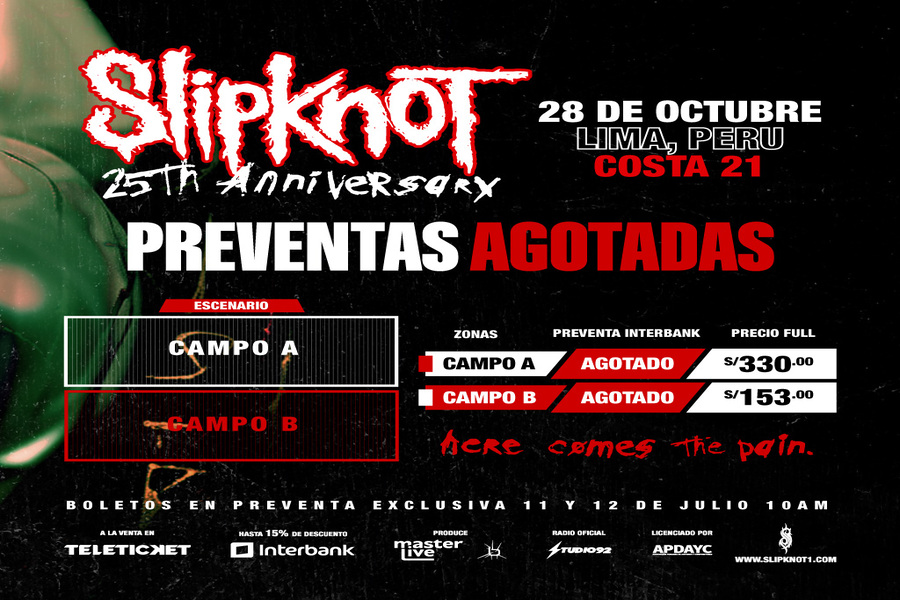 SLIPKNOT
25Th Anniversary
28 DE OCTUBRE
LIMA, PERU
COSTA 21
PREVENTAS AGOTADAS
ESCENARIO
CAMPO A
CAMPO B
ZONAS PREVENTA INTERBANK PRECIO FULL
CAMPO A AGOTADO S/330.00
CAMPO B AGOTADO S/153.00
here comes the pain.
BOLETOS EN PREVENTA EXCLUSIVA 11 Y 12 DE JULIO 10AM
A LA VENTA EN
TELETICKET
HASTA 15% DE DESCUENTO
Interbank
PRODUCE
master Live
RADIO OFICIAL
STUDIO92
LICENCIADO POR
APDAYC
WWW.SLIPKNOT1.COM